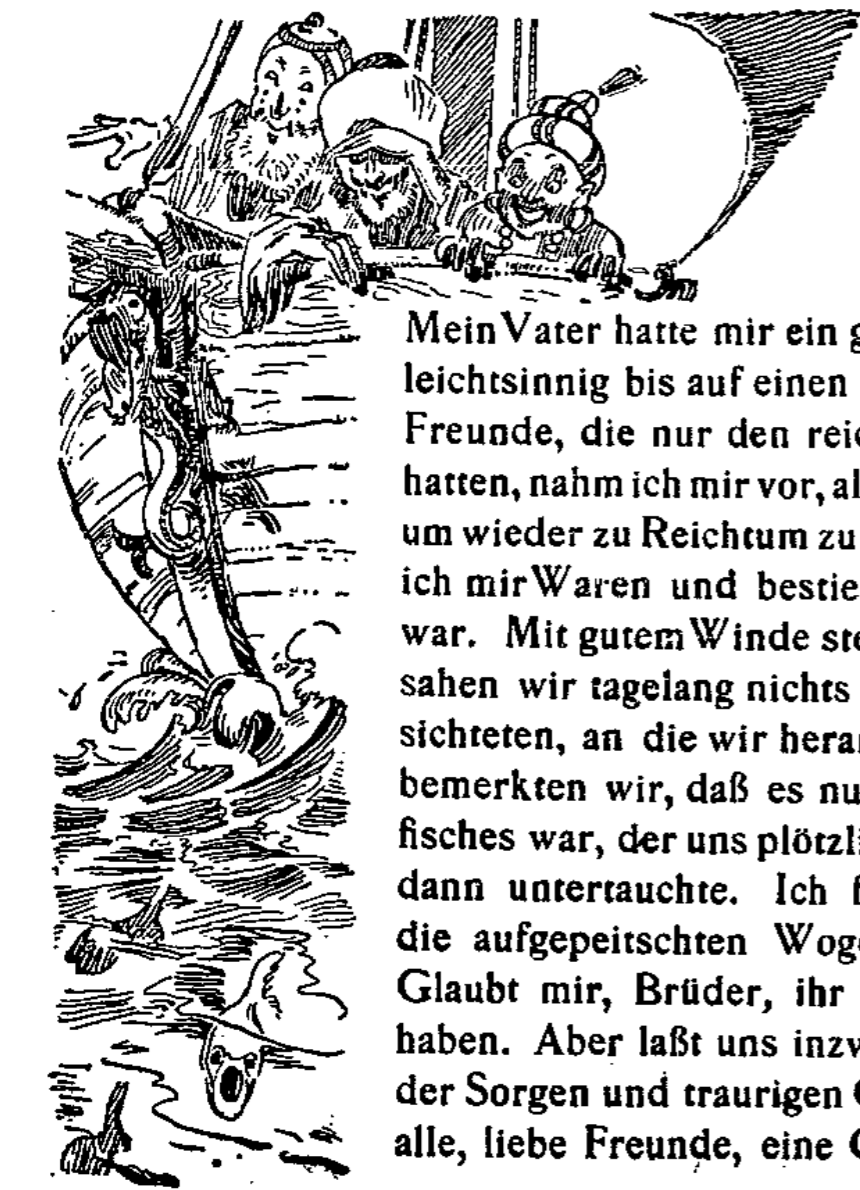 Mein Vater hatte mir ein g
leichtsinnig bis auf einen
Freunde, die nur den reic
hatten, nahm ich mir vor, al
um wieder zu Reichtum zu
ich mir Waren und bestie
war. Mit gutem Winde ste
sahen wir tagelang nichts
sichteten, an die wir hera
bemerkten wir, daß es nu
fisches war, der uns plötzli
dann untertauchte. Ich f
die aufgepeitschten Wog
Glaubt mir, Brüder, ihr
haben. Aber laßt uns inzw
der Sorgen und traurigen
alle, liebe Freunde, eine